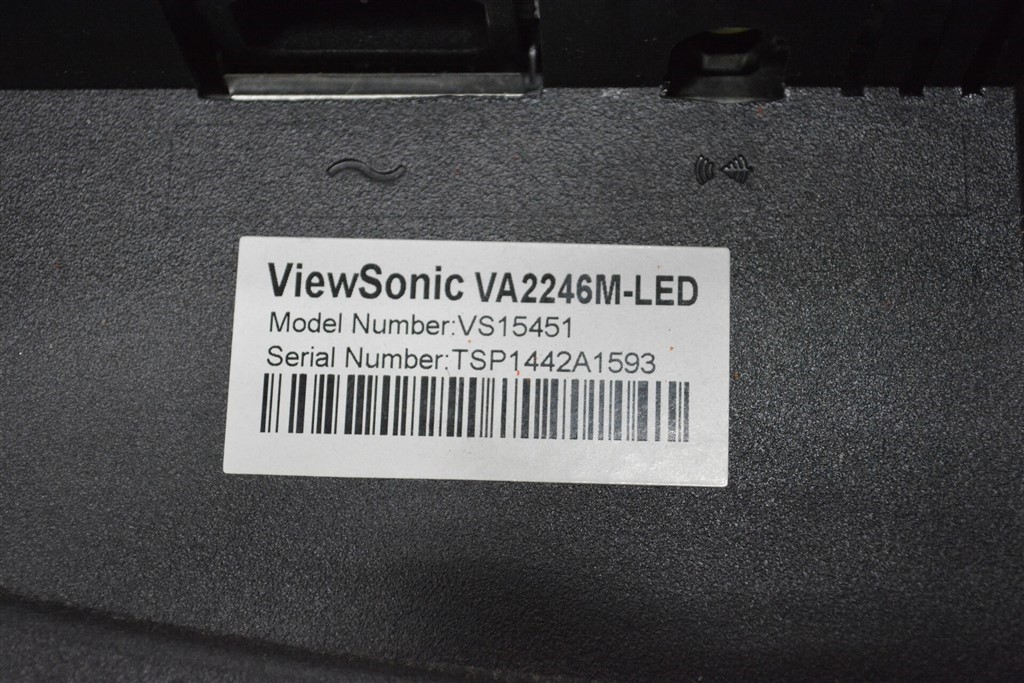 ViewSonic VA2246M-LED
Model Number:VS15451
Serial Number:TSP1442A1593